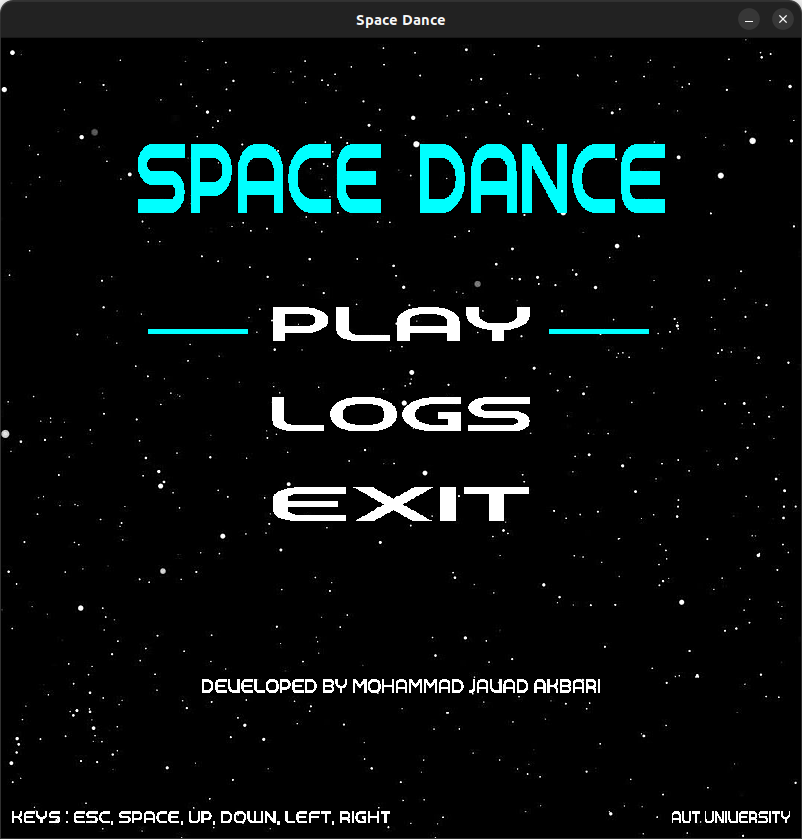 Space Dance
SPACE DANCE
PLAY
LOGS
EXIT
DEVELOPED BY MOHAMMAD JAVAD AKBARI
KEYS : ESC, SPACE, UP, DOWN, LEFT, RIGHT
AUT UNIVERSITY